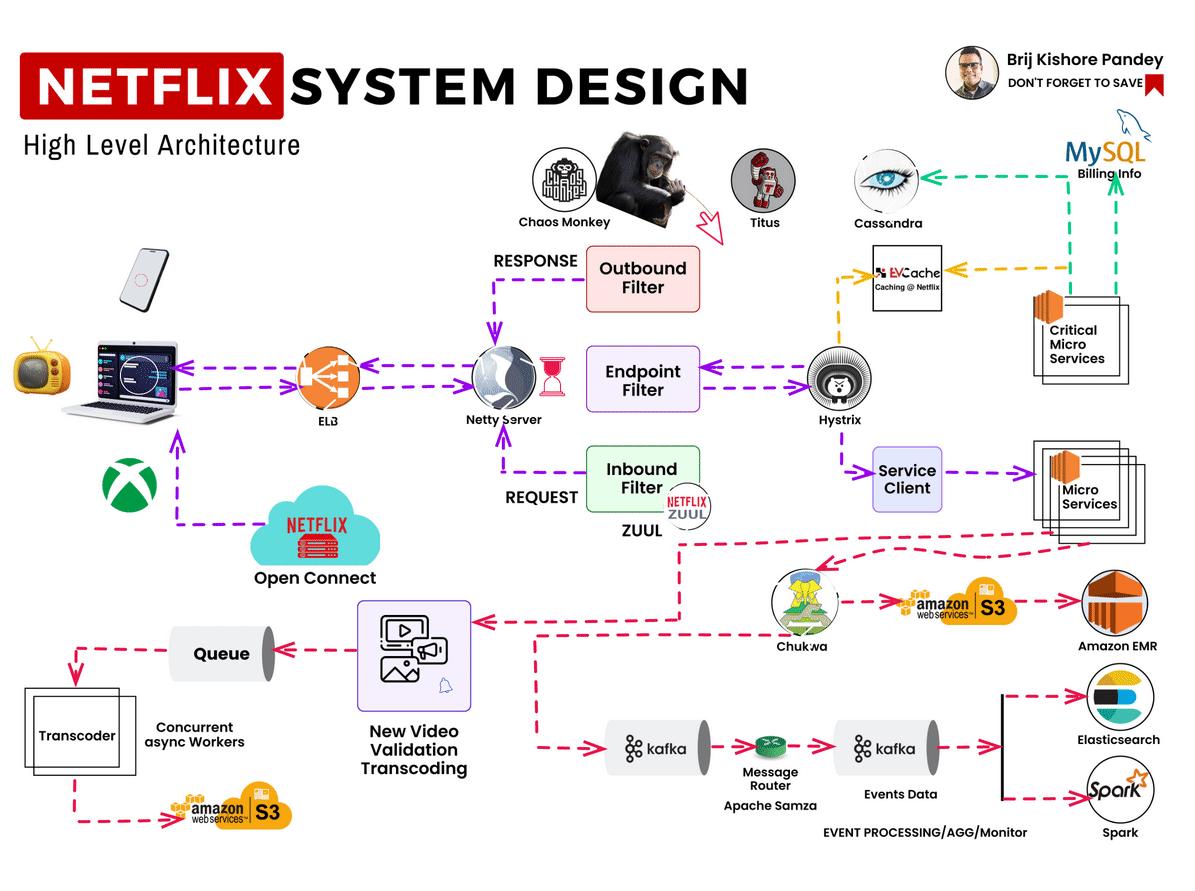 NETFLIX SYSTEM DESIGN
High Level Architecture
Brij Kishore Pandey
DON'T FORGET TO SAVE
MySQL
Billing Info
CHAOS
MONKEY
Chaos Monkey
T
Titus
Cassandra
RESPONSE
Outbound
Filter
EVCache
Caching @ Netflix
Critical
Micro
Services
ELB
Netty Server
Endpoint
Filter
Hystrix
REQUEST
Inbound
Filter
NETFLIX
ZUUL
ZUUL
Service
Client
Micro
Services
NETFLIX
Open Connect
Chukwa
amazon
webservices™
S3
Amazon EMR
Queue
New Video
Validation
Transcoding
Transcoder
Concurrent
async Workers
amazon
webservices™
S3
kafka
Message
Router
Apache Samza
kafka
Events Data
Elasticsearch
Spark
Spark
EVENT PROCESSING/AGG/Monitor